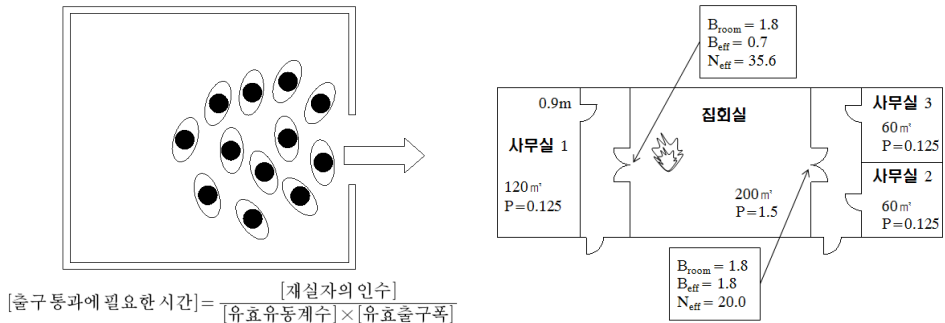 [출구 통과에 필요한 시간] = [재실자의 인수] / [유효유동계수]×[유효출구폭]
B_room = 1.8
B_eff = 0.7
N_eff = 35.6
0.9m
사무실 1
120㎡
P=0.125
집회실
200㎡
P=1.5
사무실 3
60㎡
P=0.125
사무실 2
60㎡
P=0.125
B_room = 1.8
B_eff = 1.8
N_eff = 20.0